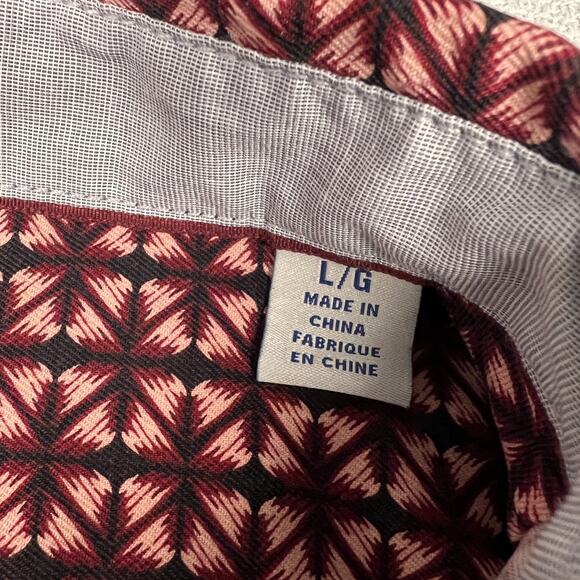 L/G
MADE IN
CHINA
FABRIQUE
EN CHINE